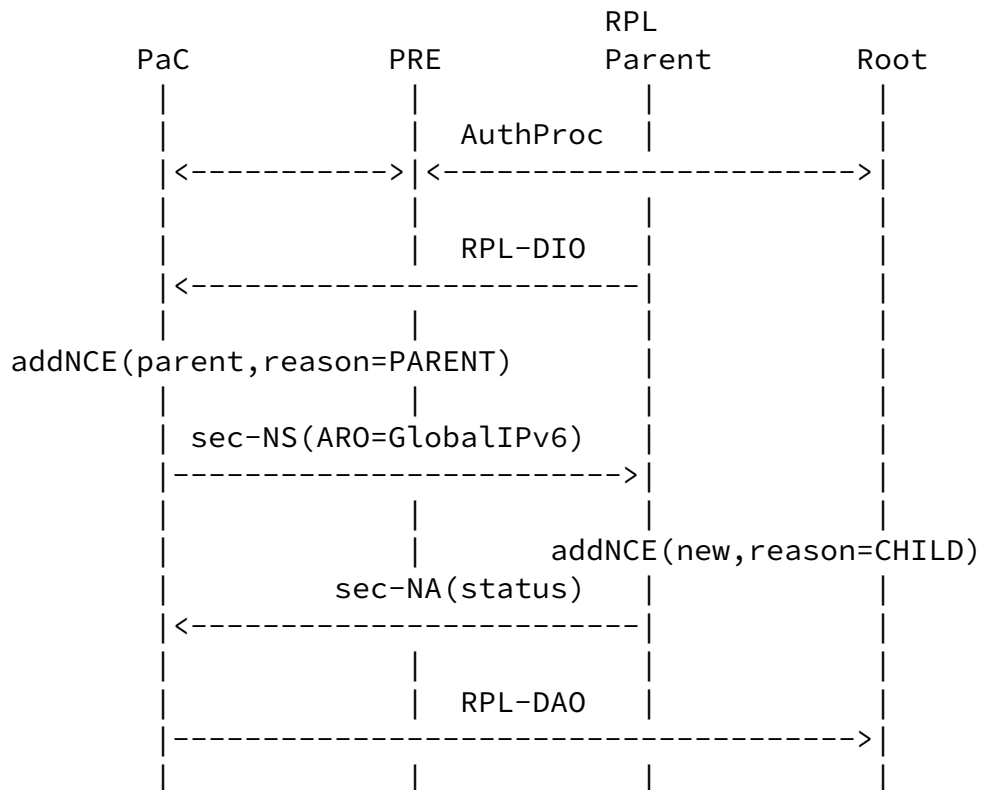 RPL
PaC PRE Parent Root
AuthProc
RPL-DIO
addNCE(parent,reason=PARENT)
sec-NS(ARO=GlobalIPv6)
addNCE(new,reason=CHILD)
sec-NA(status)
RPL-DAO